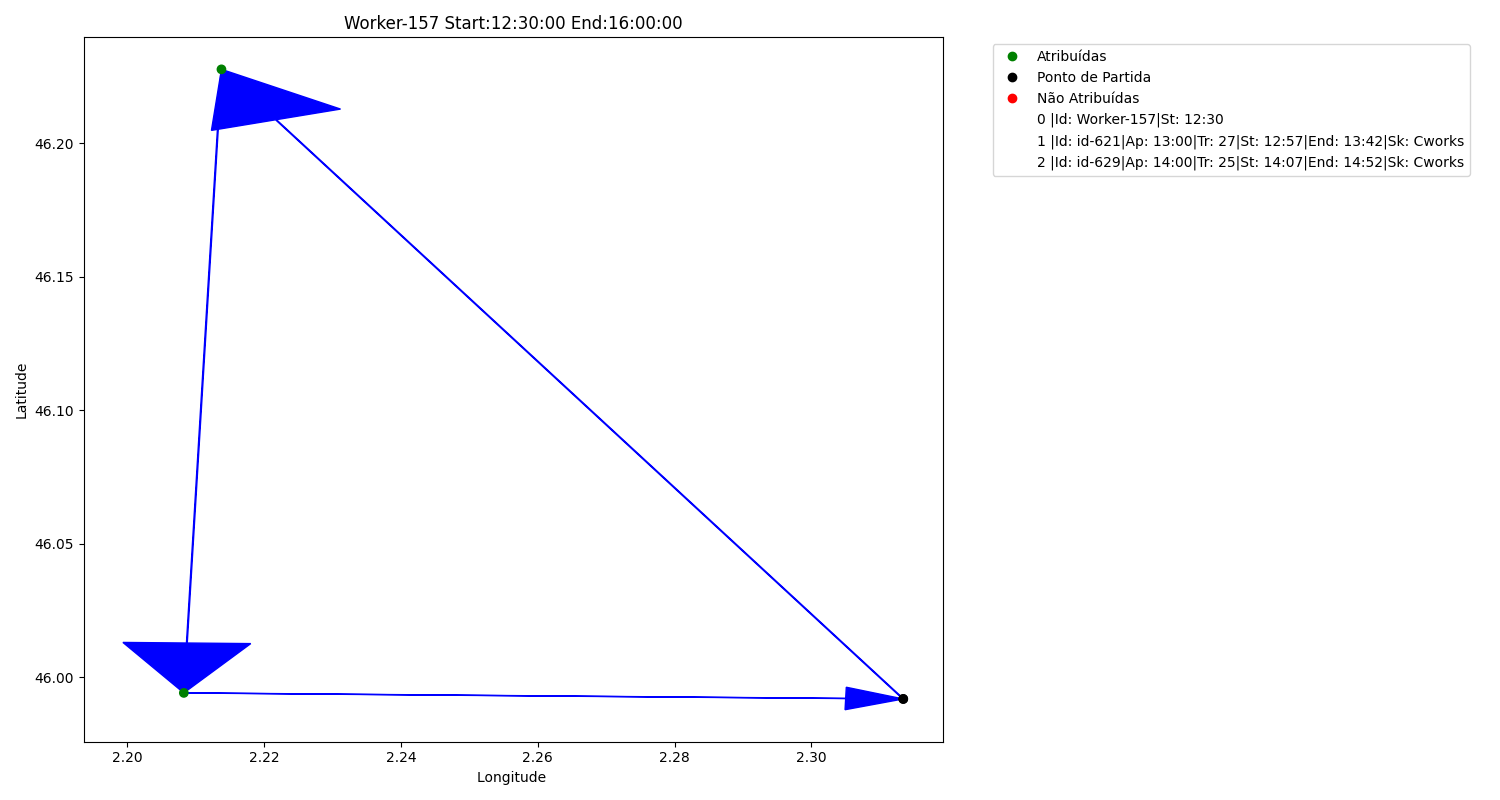 Worker-157 Start:12:30:00 End:16:00:00
Atribuídas
Ponto de Partida
Não Atribuídas
0 |Id: Worker-157|St: 12:30
1 |Id: id-621|Ap: 13:00|Tr: 27|St: 12:57|End: 13:42|Sk: Cworks
2 |Id: id-629|Ap: 14:00|Tr: 25|St: 14:07|End: 14:52|Sk: Cworks
Latitude
46.20
46.15
46.10
46.05
46.00
2.20 2.22 2.24 2.26 2.28 2.30
Longitude